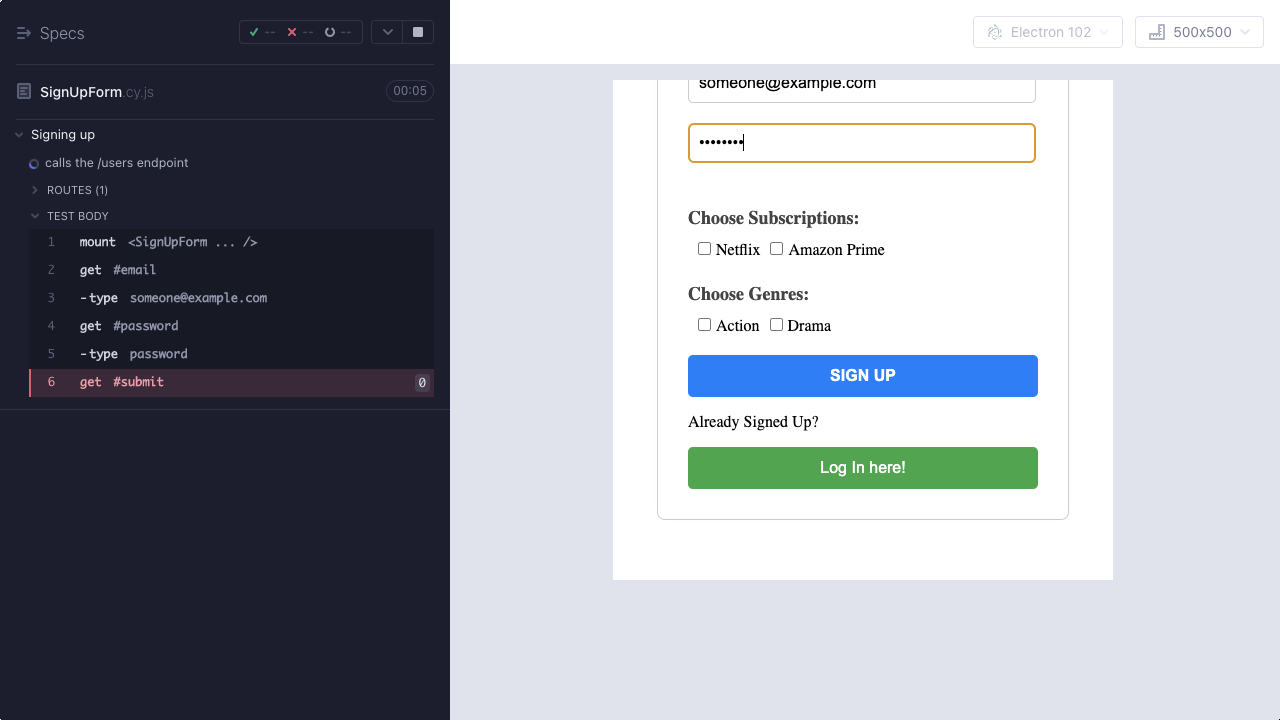 Specs
-- -- --
SignUpForm.cy.js
00:05
Signing up
calls the /users endpoint
ROUTES (1)
TEST BODY
1 mount <SignUpForm ... />
2 get #email
3 -type someone@example.com
4 get #password
5 -type password
6 get #submit 0
Electron 102
500x500
someone@example.com
••••••••
Choose Subscriptions:
Netflix Amazon Prime
Choose Genres:
Action Drama
SIGN UP
Already Signed Up?
Log In here!